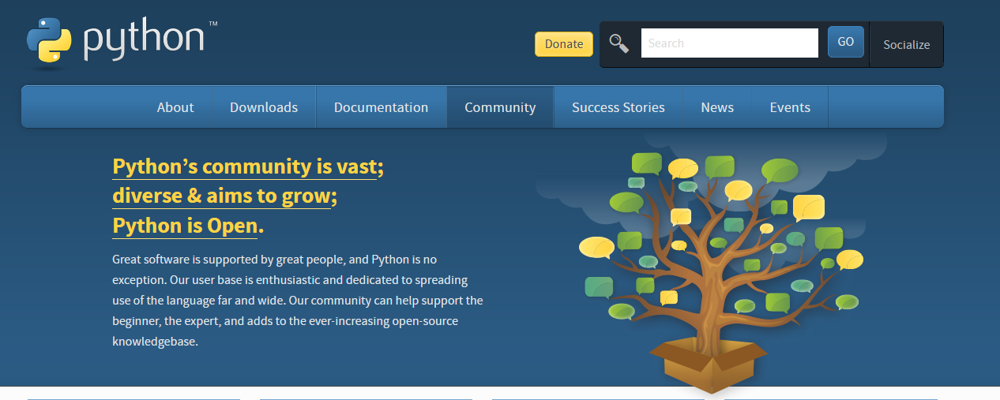 python™
Donate
Search
GO
Socialize
About
Downloads
Documentation
Community
Success Stories
News
Events
Python’s community is vast;
diverse & aims to grow;
Python is Open.
Great software is supported by great people, and Python is no
exception. Our user base is enthusiastic and dedicated to spreading
use of the language far and wide. Our community can help support the
beginner, the expert, and adds to the ever-increasing open-source
knowledgebase.